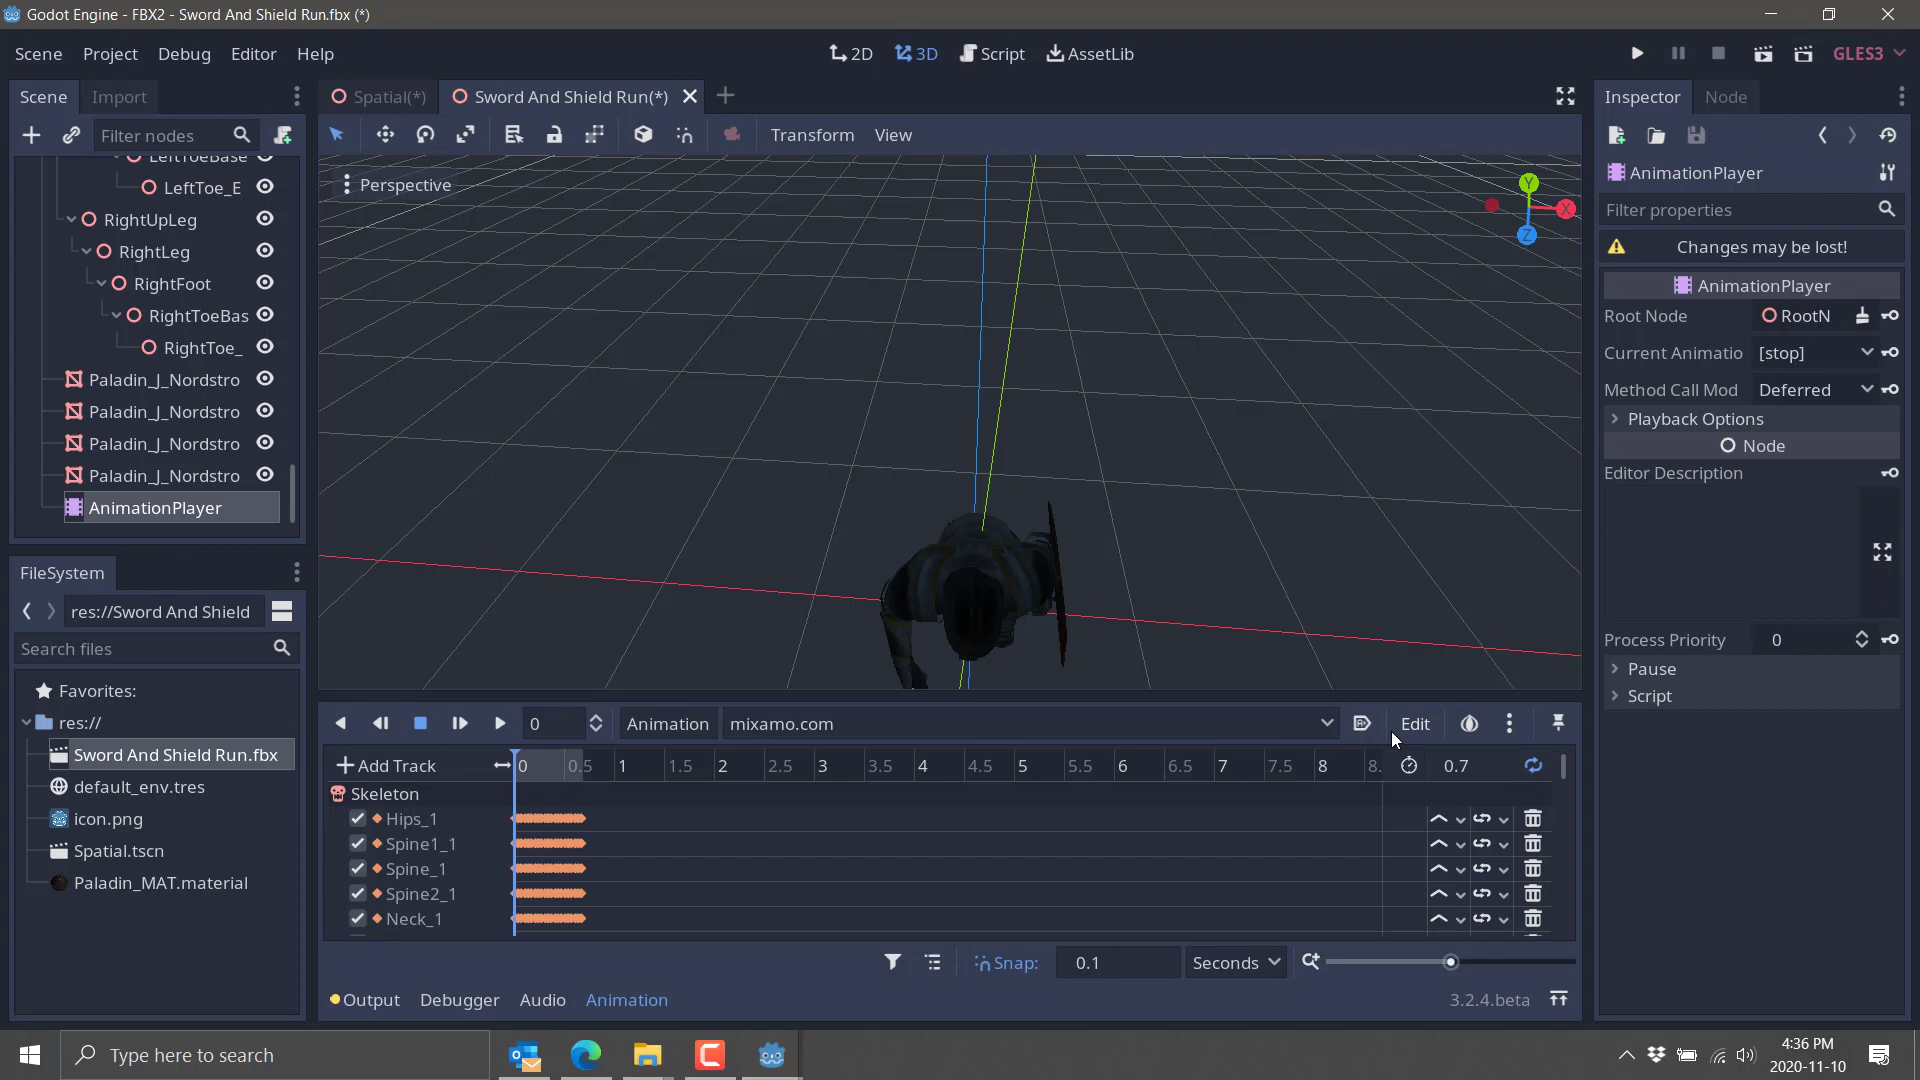 Godot Engine - FBX2 - Sword And Shield Run.fbx (*)
Scene Project Debug Editor Help
2D 3D Script AssetLib
GLES3
Scene Import
Filter nodes
LeftToeBase
LeftToe_E
RightUpLeg
RightLeg
RightFoot
RightToeBas
RightToe_
Paladin_J_Nordstro
Paladin_J_Nordstro
Paladin_J_Nordstro
Paladin_J_Nordstro
AnimationPlayer
FileSystem
res://Sword And Shield
Search files
Favorites:
res://
Sword And Shield Run.fbx
default_env.tres
icon.png
Spatial.tscn
Paladin_MAT.material
Spatial(*) Sword And Shield Run(*)
Transform View
Perspective
Y
X
Z
0 Animation mixamo.com Edit
Add Track 0 0.5 1 1.5 2 2.5 3 3.5 4 4.5 5 5.5 6 6.5 7 7.5 8 8. 0.7
Skeleton
Hips_1
Spine1_1
Spine_1
Spine2_1
Neck_1
Snap: 0.1 Seconds
Output Debugger Audio Animation 3.2.4.beta
Inspector Node
AnimationPlayer
Filter properties
Changes may be lost!
AnimationPlayer
Root Node RootN
Current Animatio [stop]
Method Call Mod Deferred
Playback Options
Node
Editor Description
Process Priority 0
Pause
Script
Type here to search
4:36 PM
2020-11-10